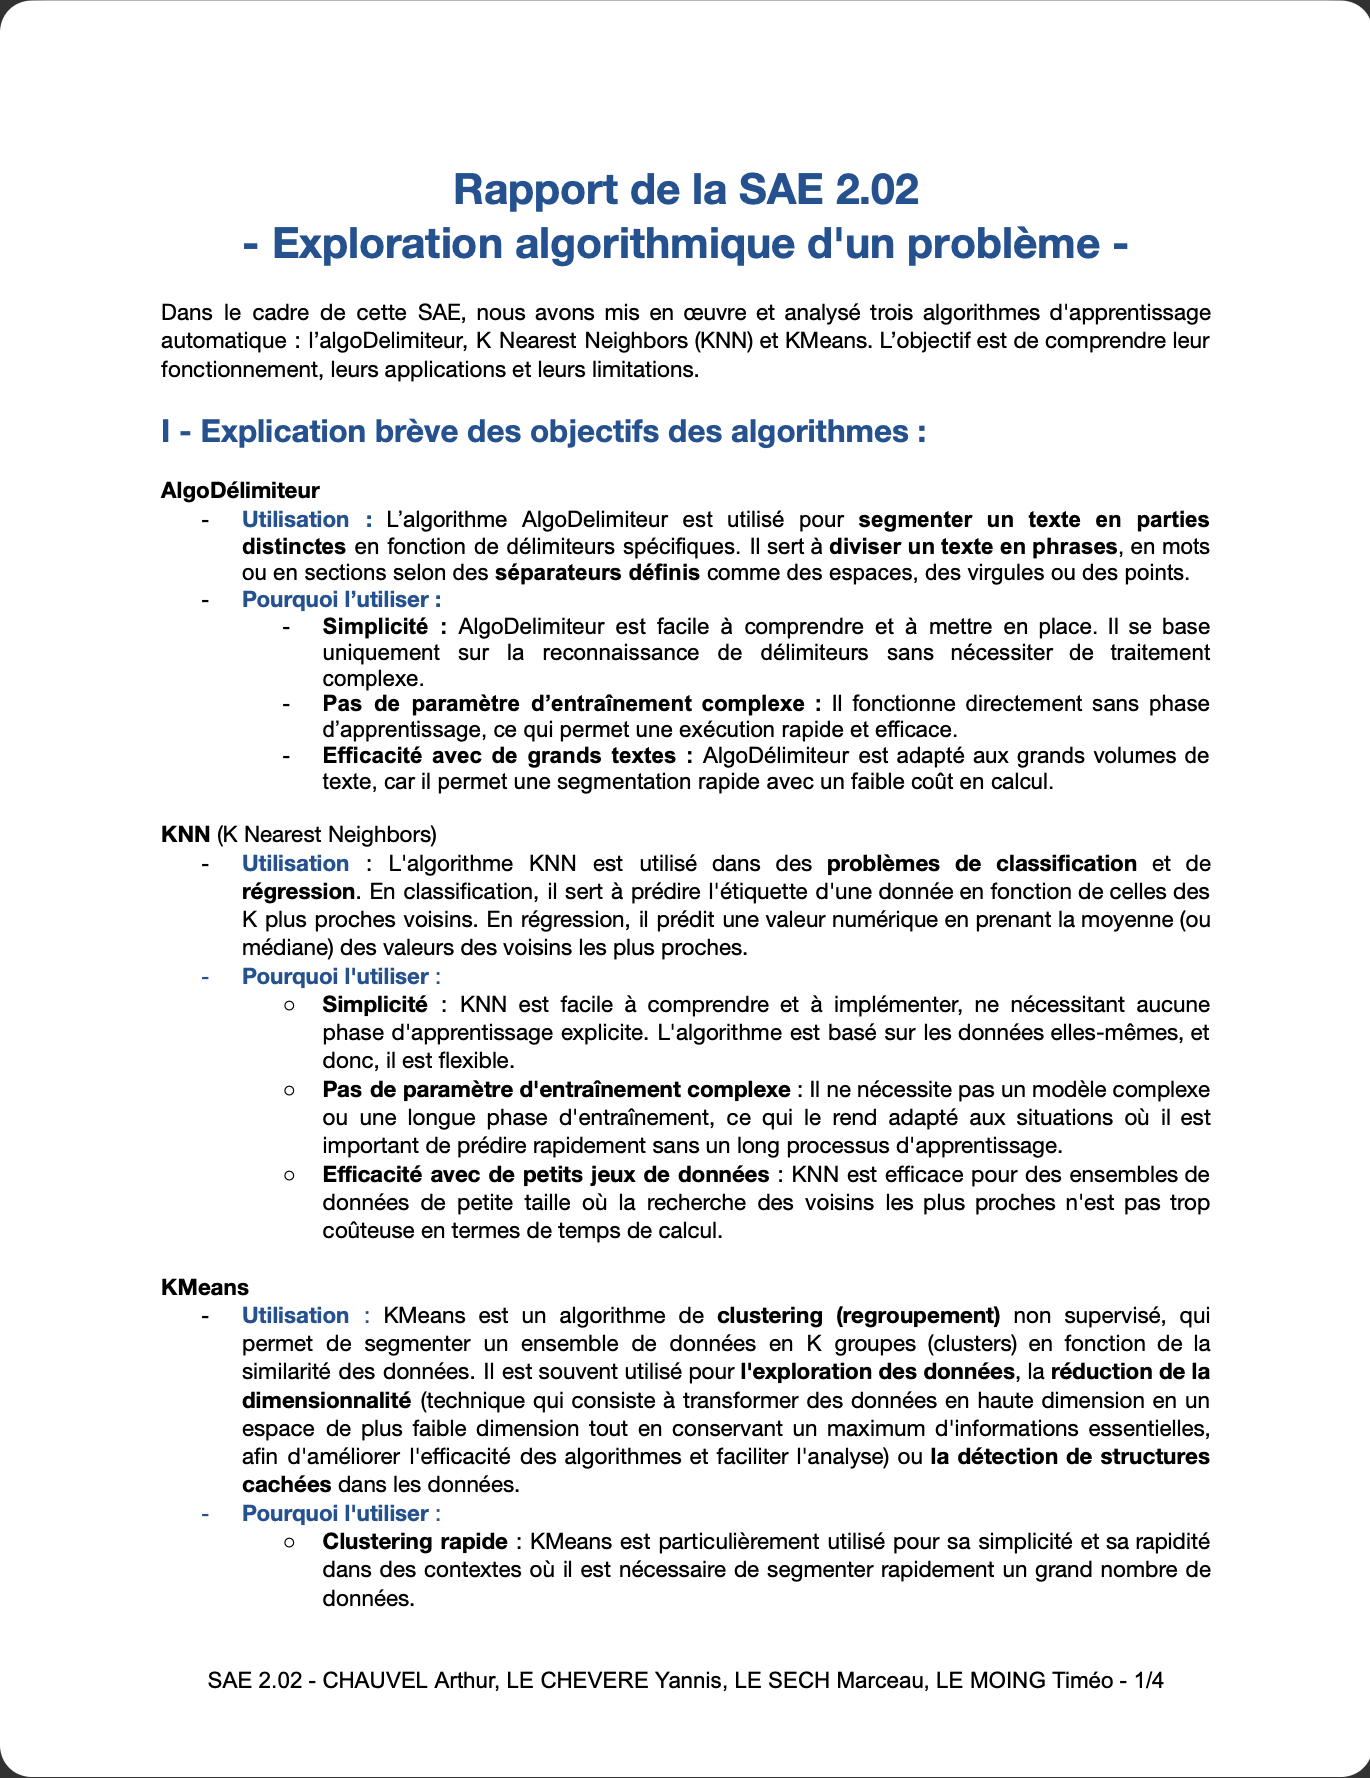 Rapport de la SAE 2.02
- Exploration algorithmique d'un problème -
Dans le cadre de cette SAE, nous avons mis en œuvre et analysé trois algorithmes d'apprentissage
automatique : l’algoDelimiteur, K Nearest Neighbors (KNN) et KMeans. L’objectif est de comprendre leur
fonctionnement, leurs applications et leurs limitations.
I - Explication brève des objectifs des algorithmes :
AlgoDélimiteur
- Utilisation : L’algorithme AlgoDelimiteur est utilisé pour segmenter un texte en parties
distinctes en fonction de délimiteurs spécifiques. Il sert à diviser un texte en phrases, en mots
ou en sections selon des séparateurs définis comme des espaces, des virgules ou des points.
- Pourquoi l’utiliser :
- Simplicité : AlgoDelimiteur est facile à comprendre et à mettre en place. Il se base
uniquement sur la reconnaissance de délimiteurs sans nécessiter de traitement
complexe.
- Pas de paramètre d’entraînement complexe : Il fonctionne directement sans phase
d’apprentissage, ce qui permet une exécution rapide et efficace.
- Efficacité avec de grands textes : AlgoDélimiteur est adapté aux grands volumes de
texte, car il permet une segmentation rapide avec un faible coût en calcul.
KNN (K Nearest Neighbors)
- Utilisation : L'algorithme KNN est utilisé dans des problèmes de classification et de
régression. En classification, il sert à prédire l'étiquette d'une donnée en fonction de celles des
K plus proches voisins. En régression, il prédit une valeur numérique en prenant la moyenne (ou
médiane) des valeurs des voisins les plus proches.
- Pourquoi l'utiliser :
○ Simplicité : KNN est facile à comprendre et à implémenter, ne nécessitant aucune
phase d'apprentissage explicite. L'algorithme est basé sur les données elles-mêmes, et
donc, il est flexible.
○ Pas de paramètre d'entraînement complexe : Il ne nécessite pas un modèle complexe
ou une longue phase d'entraînement, ce qui le rend adapté aux situations où il est
important de prédire rapidement sans un long processus d'apprentissage.
○ Efficacité avec de petits jeux de données : KNN est efficace pour des ensembles de
données de petite taille où la recherche des voisins les plus proches n'est pas trop
coûteuse en termes de temps de calcul.
KMeans
- Utilisation : KMeans est un algorithme de clustering (regroupement) non supervisé, qui
permet de segmenter un ensemble de données en K groupes (clusters) en fonction de la
similarité des données. Il est souvent utilisé pour l'exploration des données, la réduction de la
dimensionnalité (technique qui consiste à transformer des données en haute dimension en un
espace de plus faible dimension tout en conservant un maximum d'informations essentielles,
afin d'améliorer l'efficacité des algorithmes et faciliter l'analyse) ou la détection de structures
cachées dans les données.
- Pourquoi l'utiliser :
○ Clustering rapide : KMeans est particulièrement utilisé pour sa simplicité et sa rapidité
dans des contextes où il est nécessaire de segmenter rapidement un grand nombre de
données.
SAE 2.02 - CHAUVEL Arthur, LE CHEVERE Yannis, LE SECH Marceau, LE MOING Timéo - 1/4